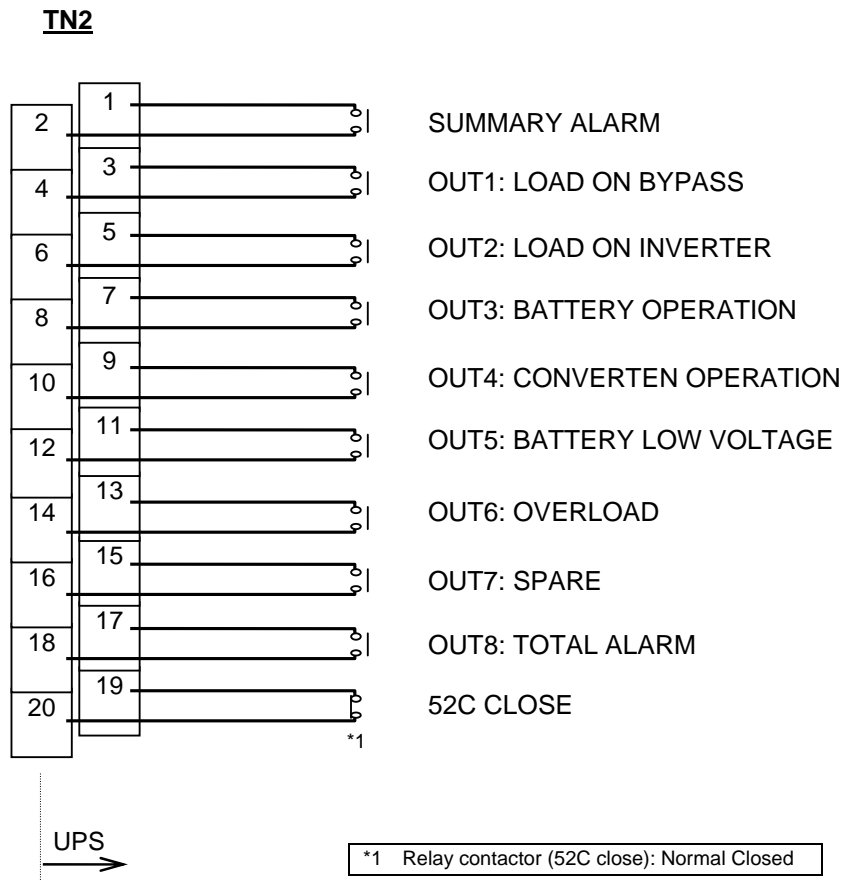 TN2
1
2
SUMMARY ALARM
3
4
OUT1: LOAD ON BYPASS
5
6
OUT2: LOAD ON INVERTER
7
8
OUT3: BATTERY OPERATION
9
10
OUT4: CONVERTEN OPERATION
11
12
OUT5: BATTERY LOW VOLTAGE
13
14
OUT6: OVERLOAD
15
16
OUT7: SPARE
17
18
OUT8: TOTAL ALARM
19
20
52C CLOSE
*1
UPS
*1 Relay contactor (52C close): Normal Closed